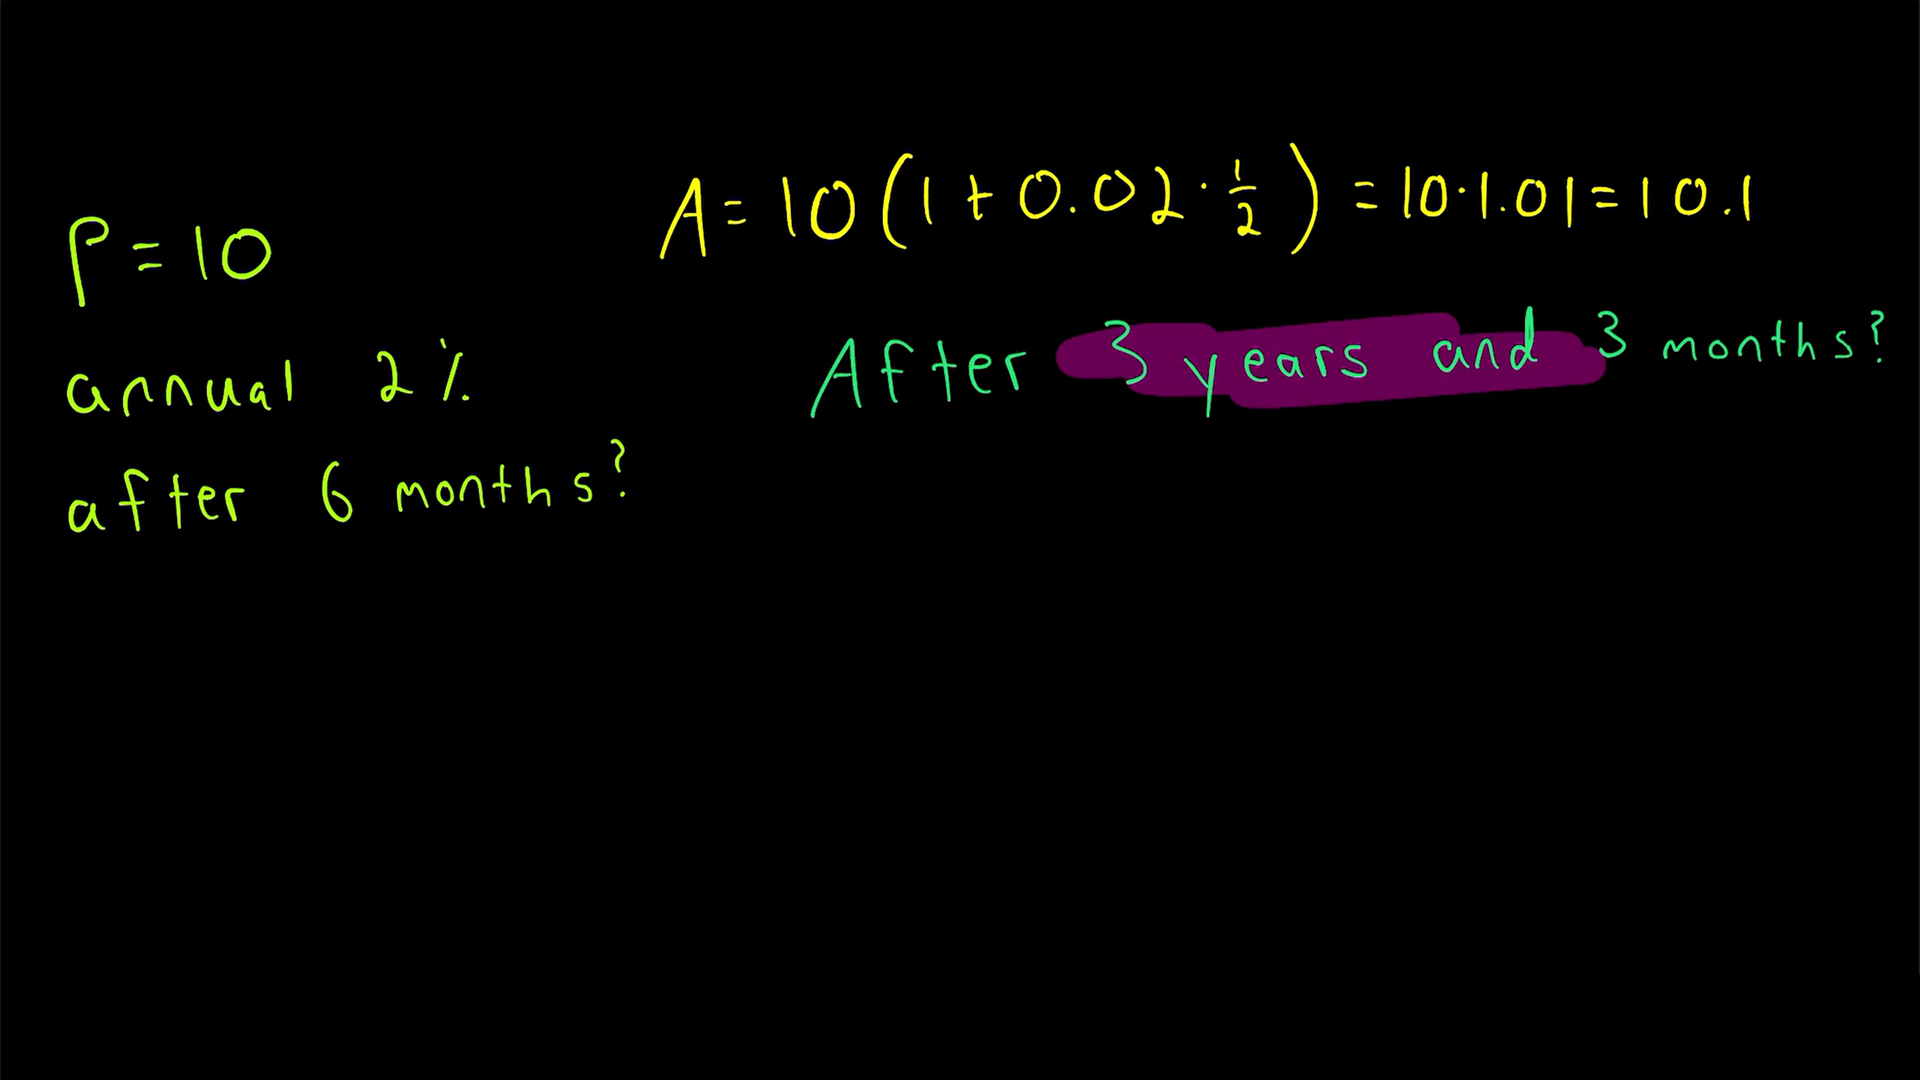 P = 10
annual 2%
after 6 months?
A = 10(1 + 0.02 · 1/2) = 10 · 1.01 = 10.1
After 3 years and 3 months?